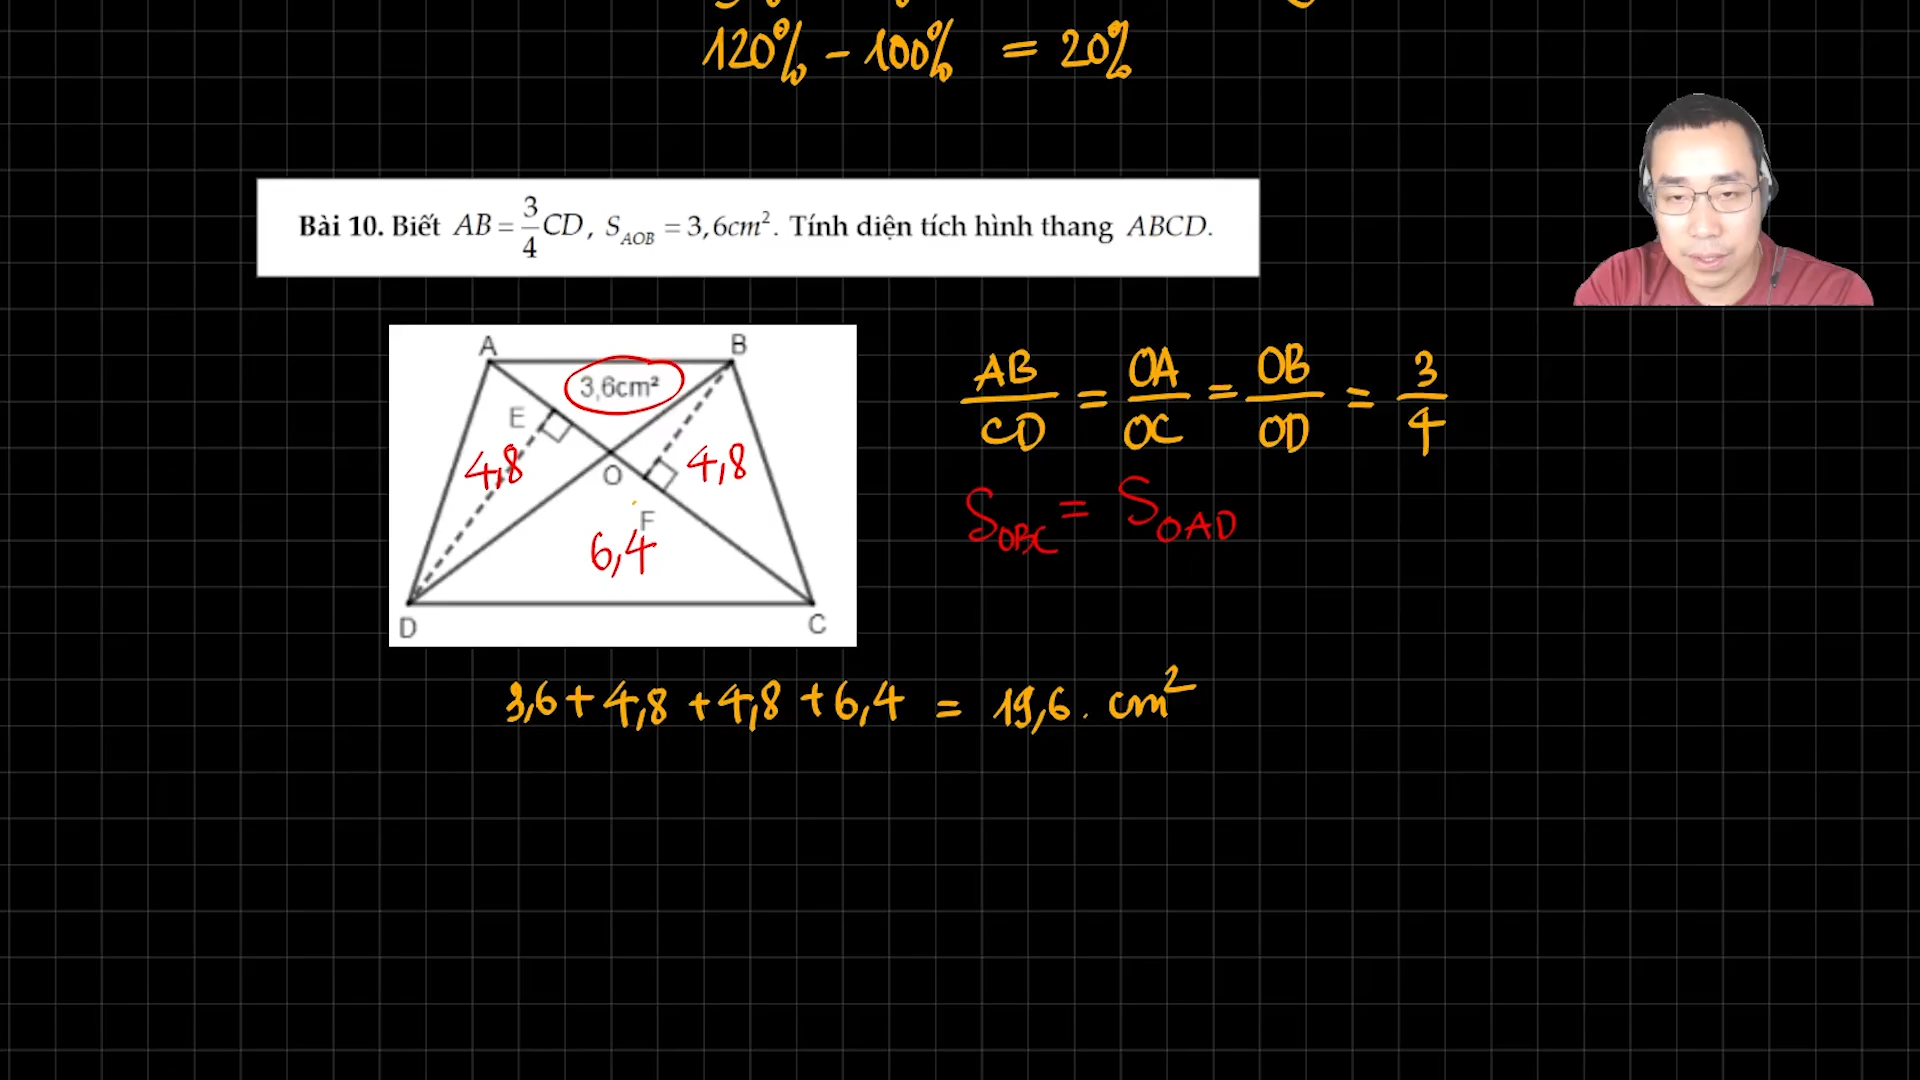 120% - 100% = 20%
Bài 10. Biết AB = 3/4 CD, S_AOB = 3,6cm². Tính diện tích hình thang ABCD.
A B
3,6cm²
E
4,8 4,8
O
F
6,4
D C
AB/CD = OA/OC = OB/OD = 3/4
S_OBC = S_OAD
3,6 + 4,8 + 4,8 + 6,4 = 19,6. cm²